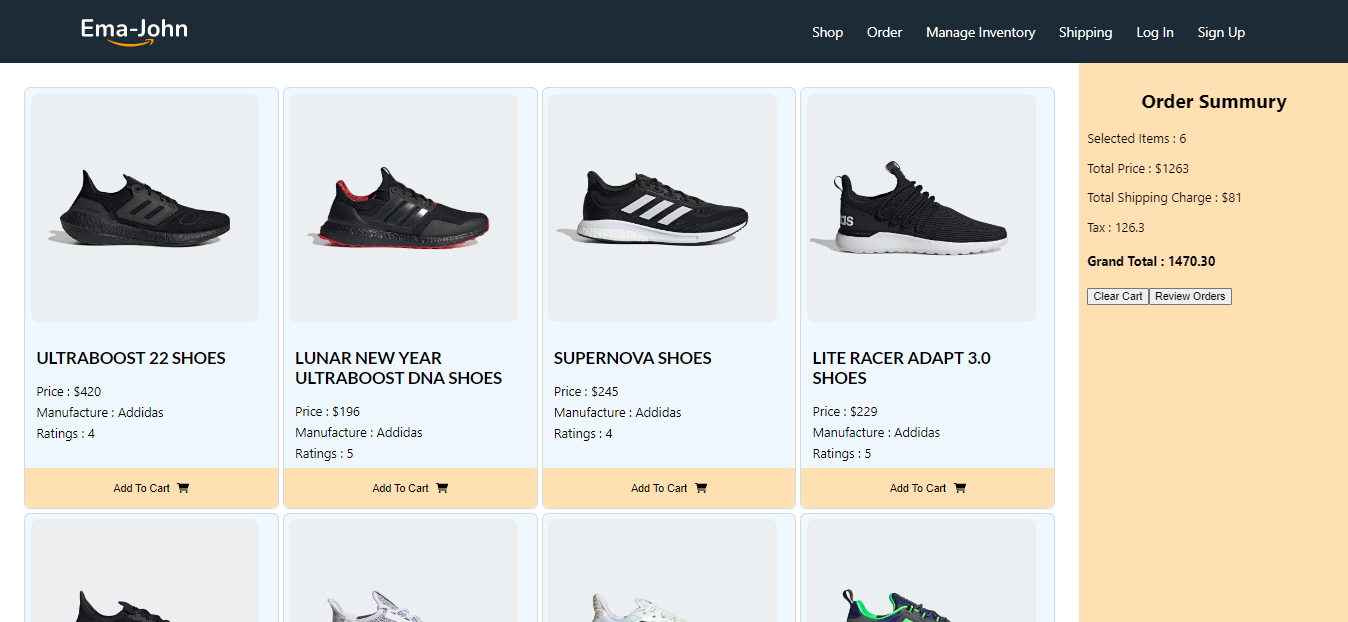 Ema-John
Shop Order Manage Inventory Shipping Log In Sign Up
as
ULTRABOOST 22 SHOES
Price : $420
Manufacture : Addidas
Ratings : 4
Add To Cart
LUNAR NEW YEAR
ULTRABOOST DNA SHOES
Price : $196
Manufacture : Addidas
Ratings : 5
Add To Cart
SUPERNOVA SHOES
Price : $245
Manufacture : Addidas
Ratings : 4
Add To Cart
LITE RACER ADAPT 3.0
SHOES
Price : $229
Manufacture : Addidas
Ratings : 5
Add To Cart
Order Summury
Selected Items : 6
Total Price : $1263
Total Shipping Charge : $81
Tax : 126.3
Grand Total : 1470.30
Clear Cart Review Orders